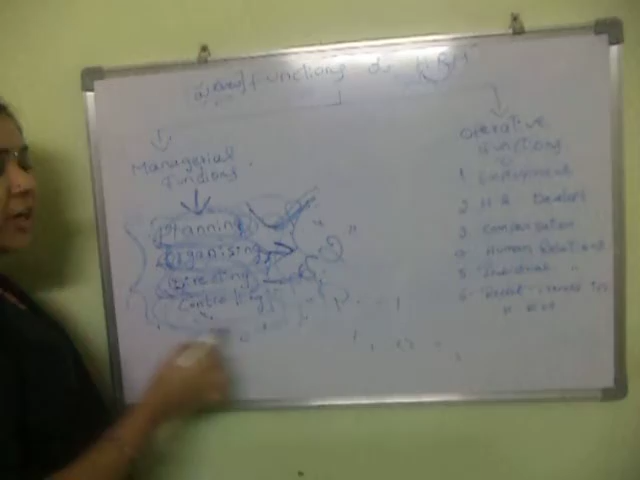 Functions of HRM
Managerial
Functions
Planning
Organising
Directing
Controlling
Operative
Functions
1 Employment
2 H R Develop
3 Compensation
4 Human Relations
5 Industrial "
6 Recent trends in